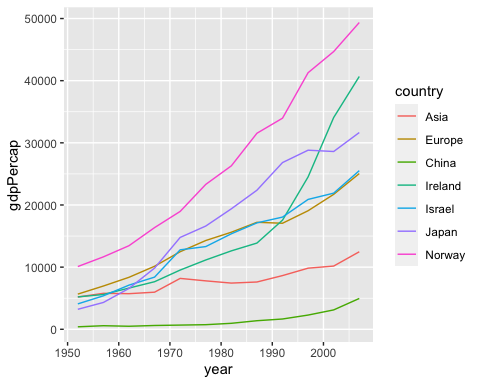 50000
40000
30000
20000
10000
0
gdpPercap
1950 1960 1970 1980 1990 2000
year
country
Asia
Europe
China
Ireland
Israel
Japan
Norway